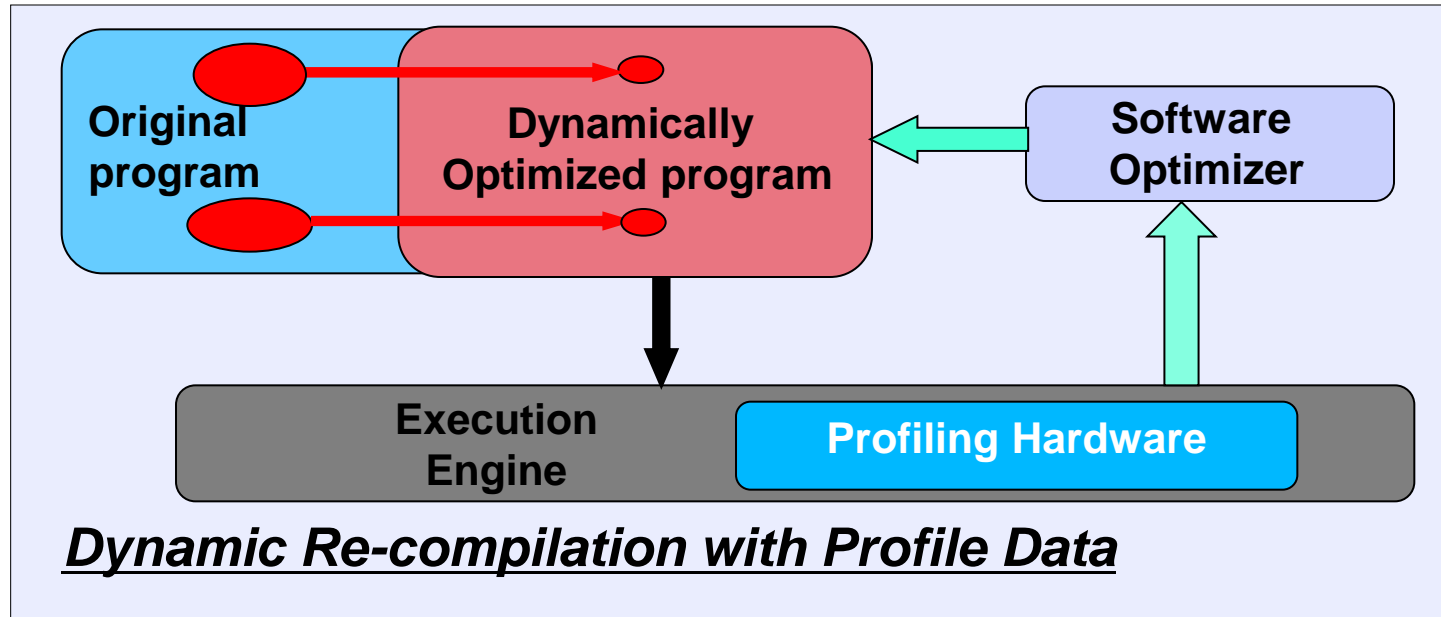 Original
program
Dynamically
Optimized program
Software
Optimizer
Execution
Engine
Profiling Hardware
Dynamic Re-compilation with Profile Data